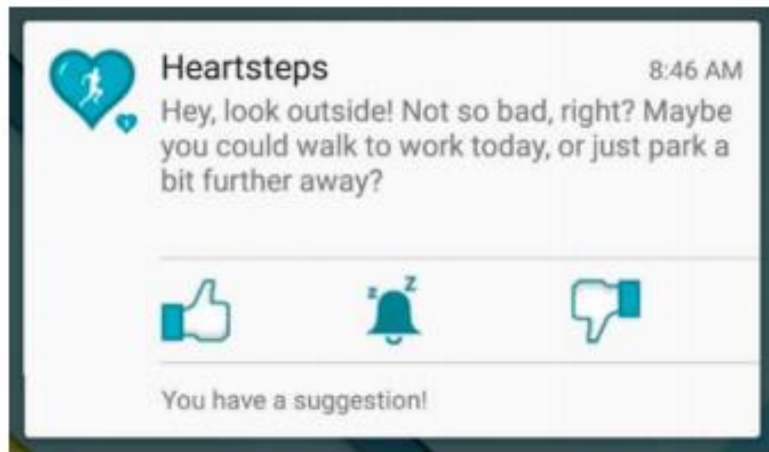 Heartsteps 8:46 AM
Hey, look outside! Not so bad, right? Maybe
you could walk to work today, or just park a
bit further away?
z Z
You have a suggestion!